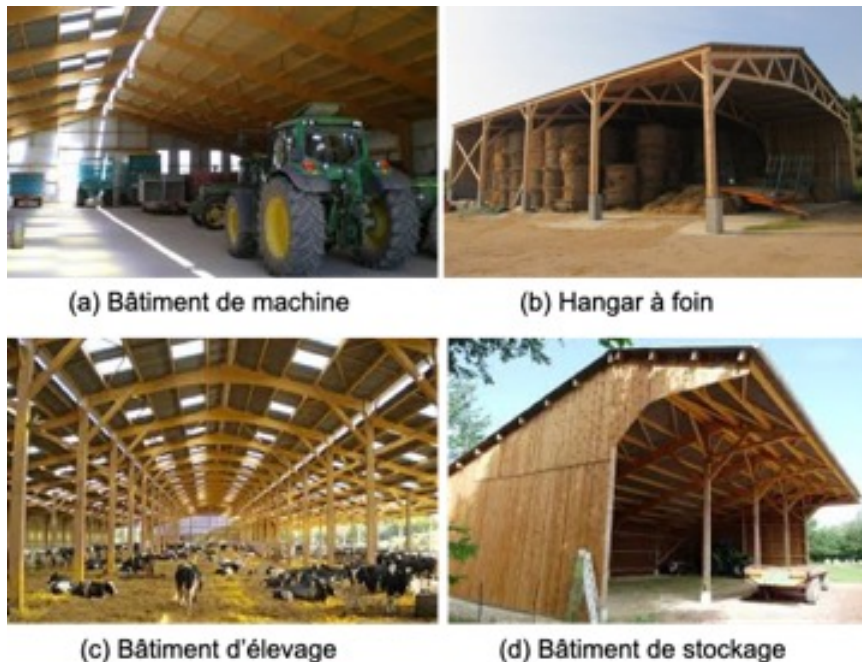 (a) Bâtiment de machine
(b) Hangar à foin
(c) Bâtiment d'élevage
(d) Bâtiment de stockage